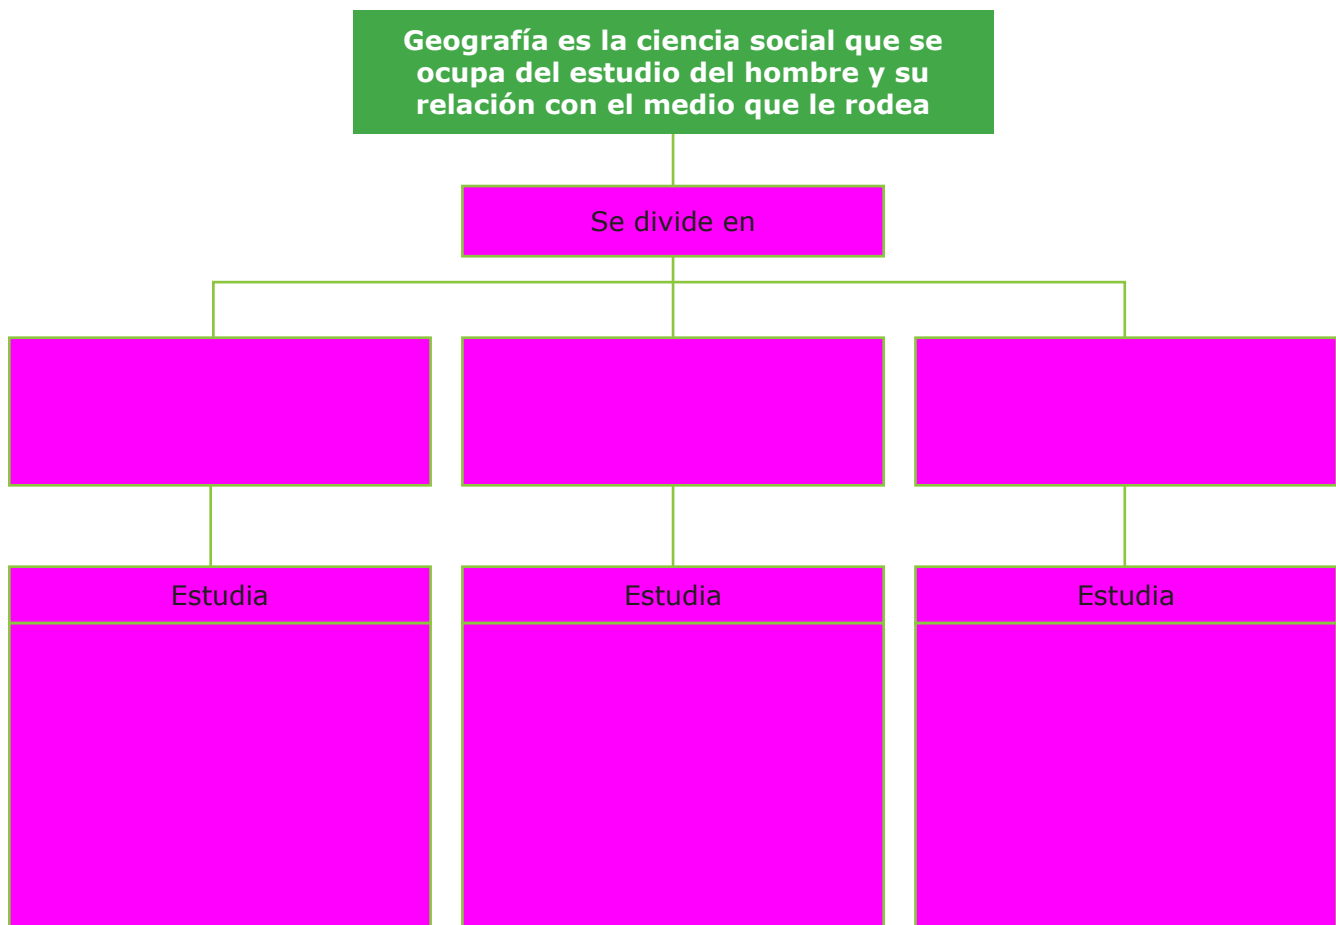 Geografía es la ciencia social que se
ocupa del estudio del hombre y su
relación con el medio que le rodea
Se divide en
Estudia
Estudia
Estudia